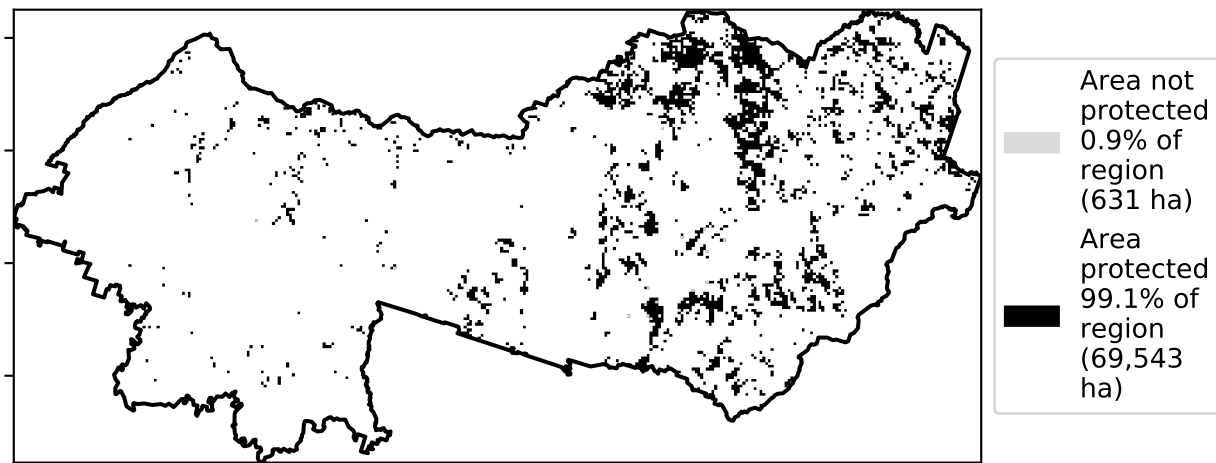 Area not
protected
0.9% of
region
(631 ha)
Area
protected
99.1% of
region
(69,543
ha)